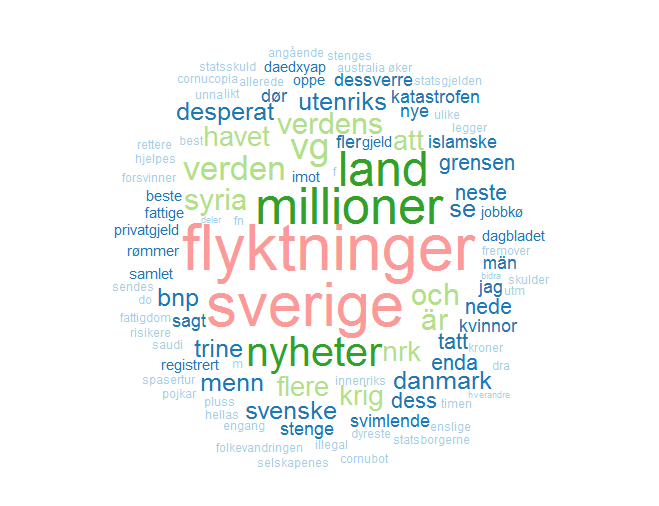 angående stenges
statsskuld daedxyap australia øker
cornucopia allerede oppe dessverre statsgjelden
unnalikt dør utenriks katastrofen
desperat verdens nye ulike
rettere havet vg flergjeld att legger islamske
hjelpes best land grensen
forsvinner verden imot f
beste syria millioner se neste
fattige jobbkø
privatgjeld deler fn dagbladet
rømmer flyktninger fremover
samlet män bidra skulder
sendes bnp sverige och jag utm
do nede
fattigdom sagt är kvinnor
risikere trine nyheter nrk tatt kroner
saudi enda
registrert m dra
spasertur menn flere innenriks krig danmark
pojkar dess hverandre
pluss svenske timen
hellas svimlende
engang stenge dyreste enslige
folkevandringen illegal statsborgerne
selskapenes cornubot